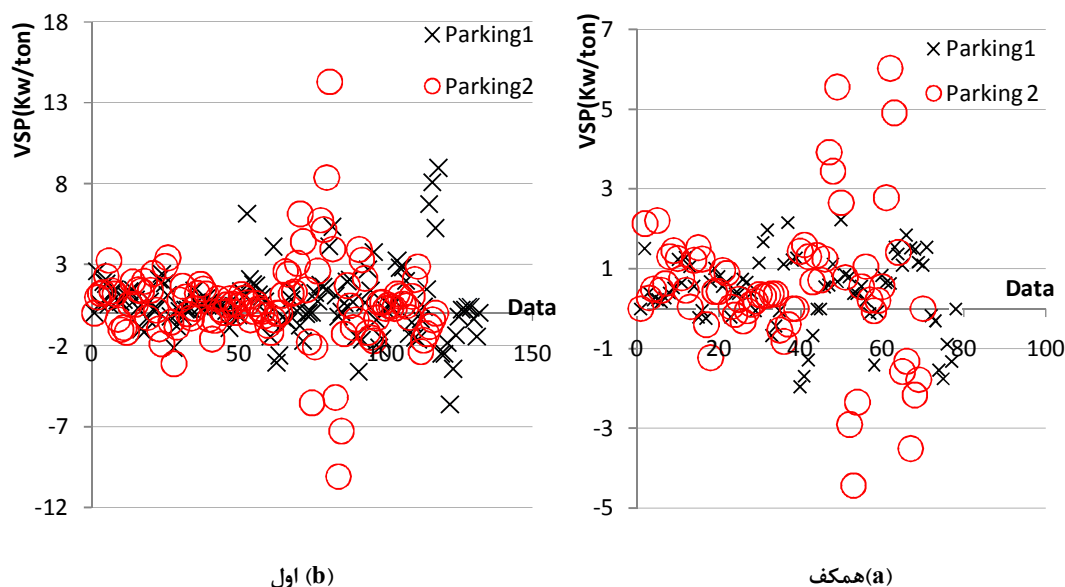 VSP(Kw/ton)
18
13
8
3
-2
-7
-12
0
50
100
150
Data
Parking1
Parking2
اول (b)
VSP(Kw/ton)
7
5
3
1
-1
-3
-5
0
20
40
60
80
100
Data
Parking1
Parking 2
همکف(a)